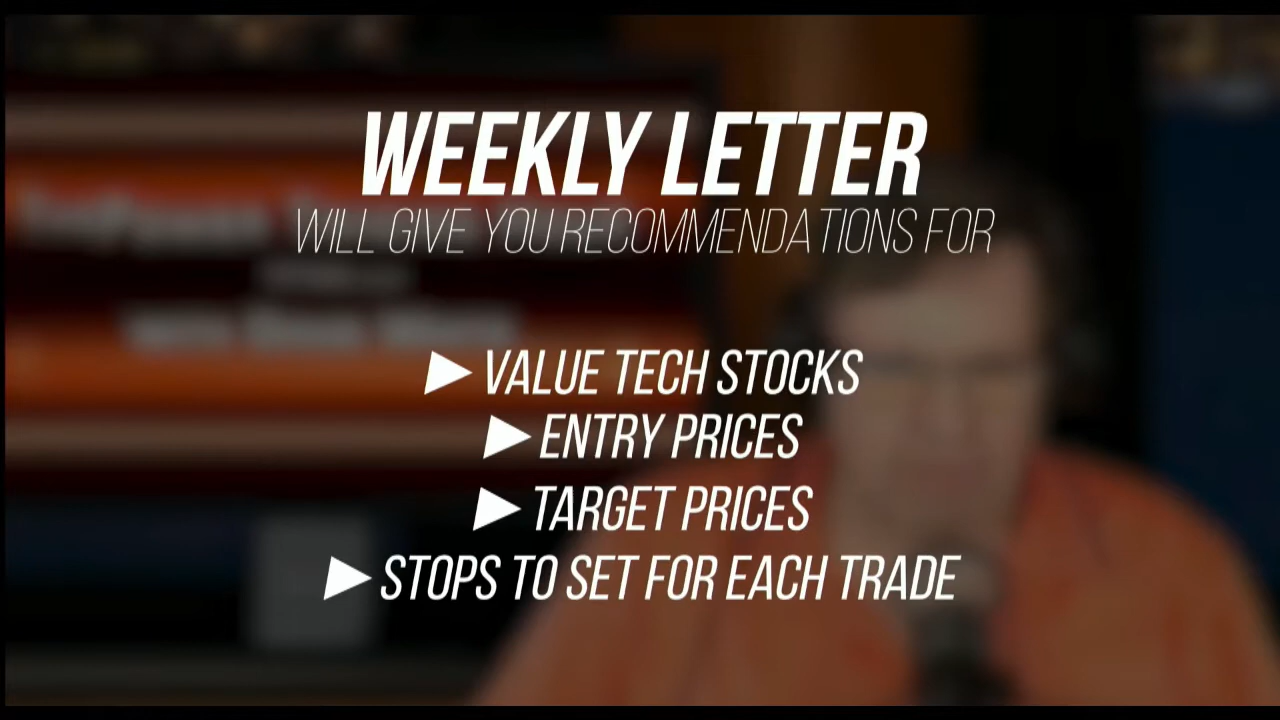 WEEKLY LETTER
WILL GIVE YOU RECOMMENDATIONS FOR
▶ VALUE TECH STOCKS
▶ ENTRY PRICES
▶ TARGET PRICES
▶ STOPS TO SET FOR EACH TRADE